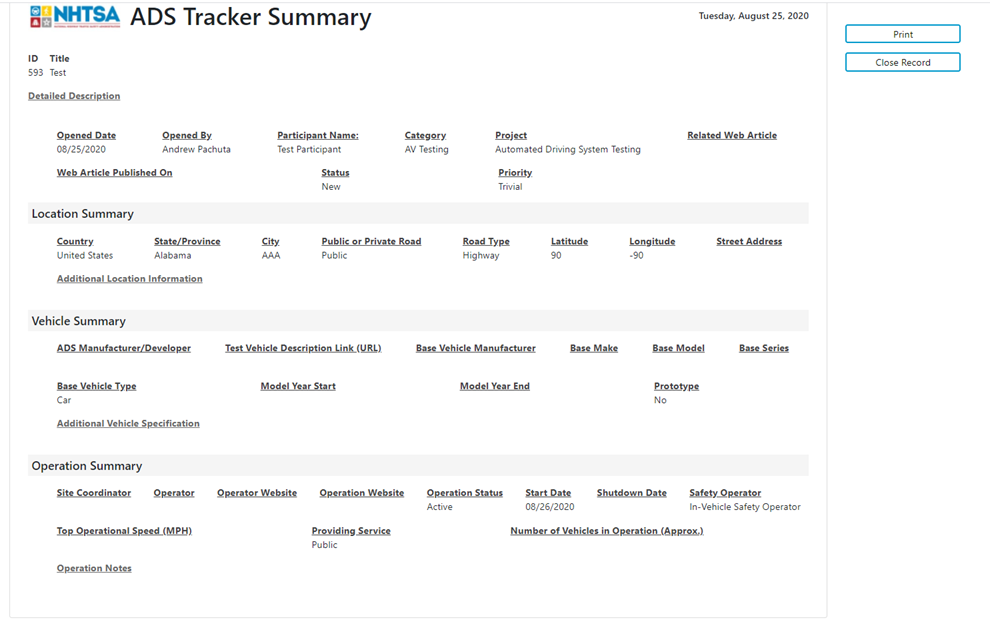 NHTSA ADS Tracker Summary Tuesday, August 25, 2020
Print
Close Record
ID Title
593 Test
Detailed Description
Opened Date Opened By Participant Name: Category Project Related Web Article
08/25/2020 Andrew Pachuta Test Participant AV Testing Automated Driving System Testing
Web Article Published On Status Priority
New Trivial
Location Summary
Country State/Province City Public or Private Road Road Type Latitude Longitude Street Address
United States Alabama AAA Public Highway 90 -90
Additional Location Information
Vehicle Summary
ADS Manufacturer/Developer Test Vehicle Description Link (URL) Base Vehicle Manufacturer Base Make Base Model Base Series
Base Vehicle Type Model Year Start Model Year End Prototype
Car No
Additional Vehicle Specification
Operation Summary
Site Coordinator Operator Operator Website Operation Website Operation Status Start Date Shutdown Date Safety Operator
Active 08/26/2020 In-Vehicle Safety Operator
Top Operational Speed (MPH) Providing Service Number of Vehicles in Operation (Approx.)
Public
Operation Notes